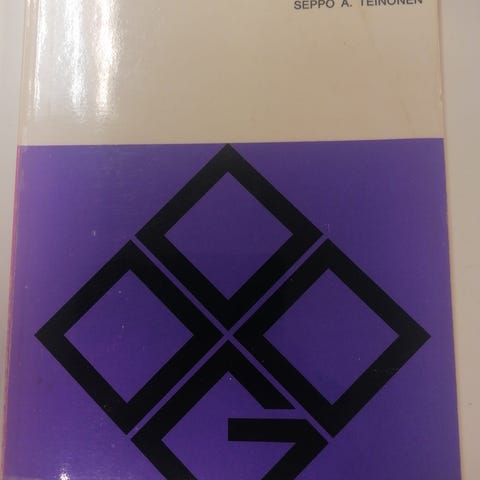 SEPPO A. TEINONEN
G